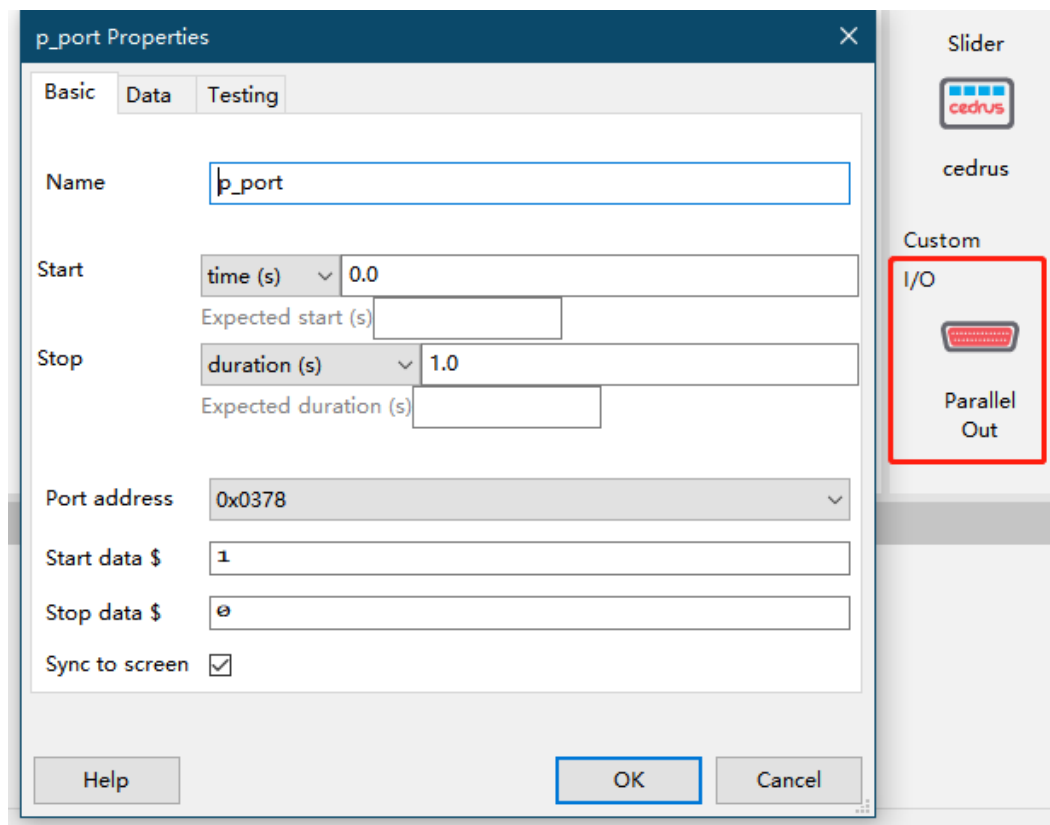 p_port Properties
Basic Data Testing
Name p_port
Start time (s) 0.0
Expected start (s)
Stop duration (s) 1.0
Expected duration (s)
Port address 0x0378
Start data $ 1
Stop data $ 0
Sync to screen
Help OK Cancel
Slider
cedrus
cedrus
Custom
I/O
Parallel
Out